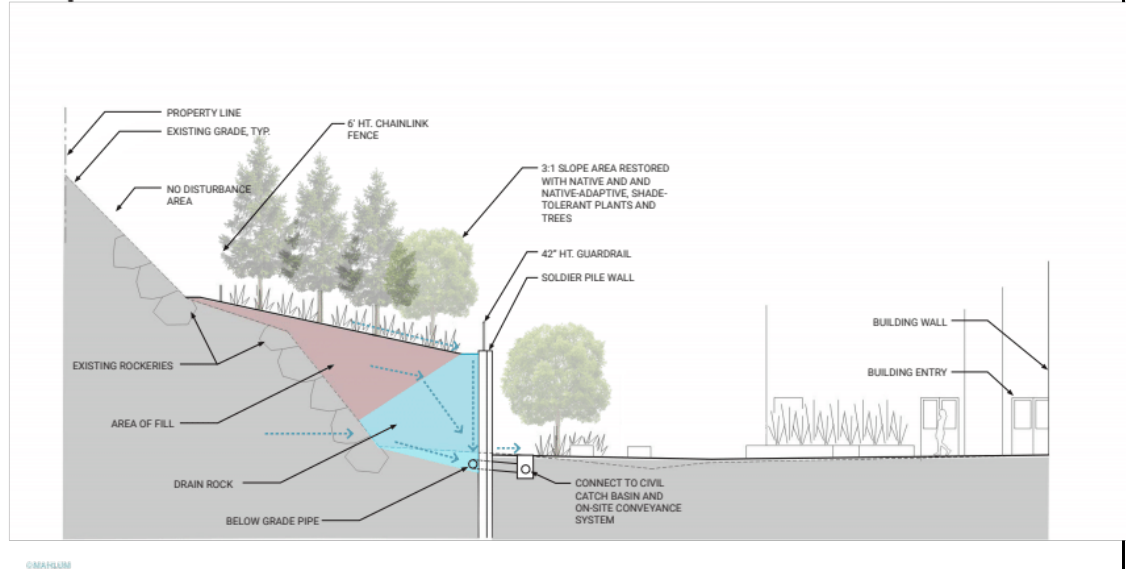 PROPERTY LINE
EXISTING GRADE, TYP.
NO DISTURBANCE
AREA
6' HT. CHAINLINK
FENCE
3:1 SLOPE AREA RESTORED
WITH NATIVE AND AND
NATIVE-ADAPTIVE, SHADE-
TOLERANT PLANTS AND
TREES
42" HT. GUARDRAIL
SOLDIER PILE WALL
BUILDING WALL
BUILDING ENTRY
EXISTING ROCKERIES
AREA OF FILL
DRAIN ROCK
BELOW GRADE PIPE
CONNECT TO CIVIL
CATCH BASIN AND
ON-SITE CONVEYANCE
SYSTEM
©MAHLUM